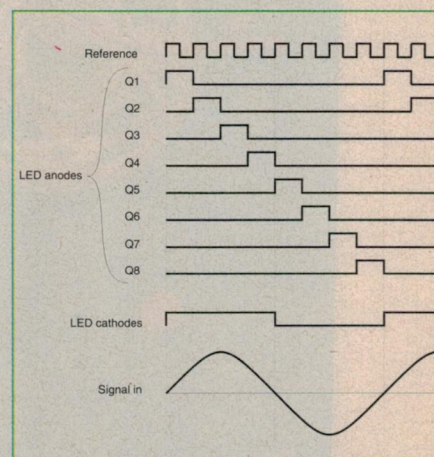 Reference
Q1
Q2
Q3
Q4
LED anodes
Q5
Q6
Q7
Q8
LED cathodes
Signal in